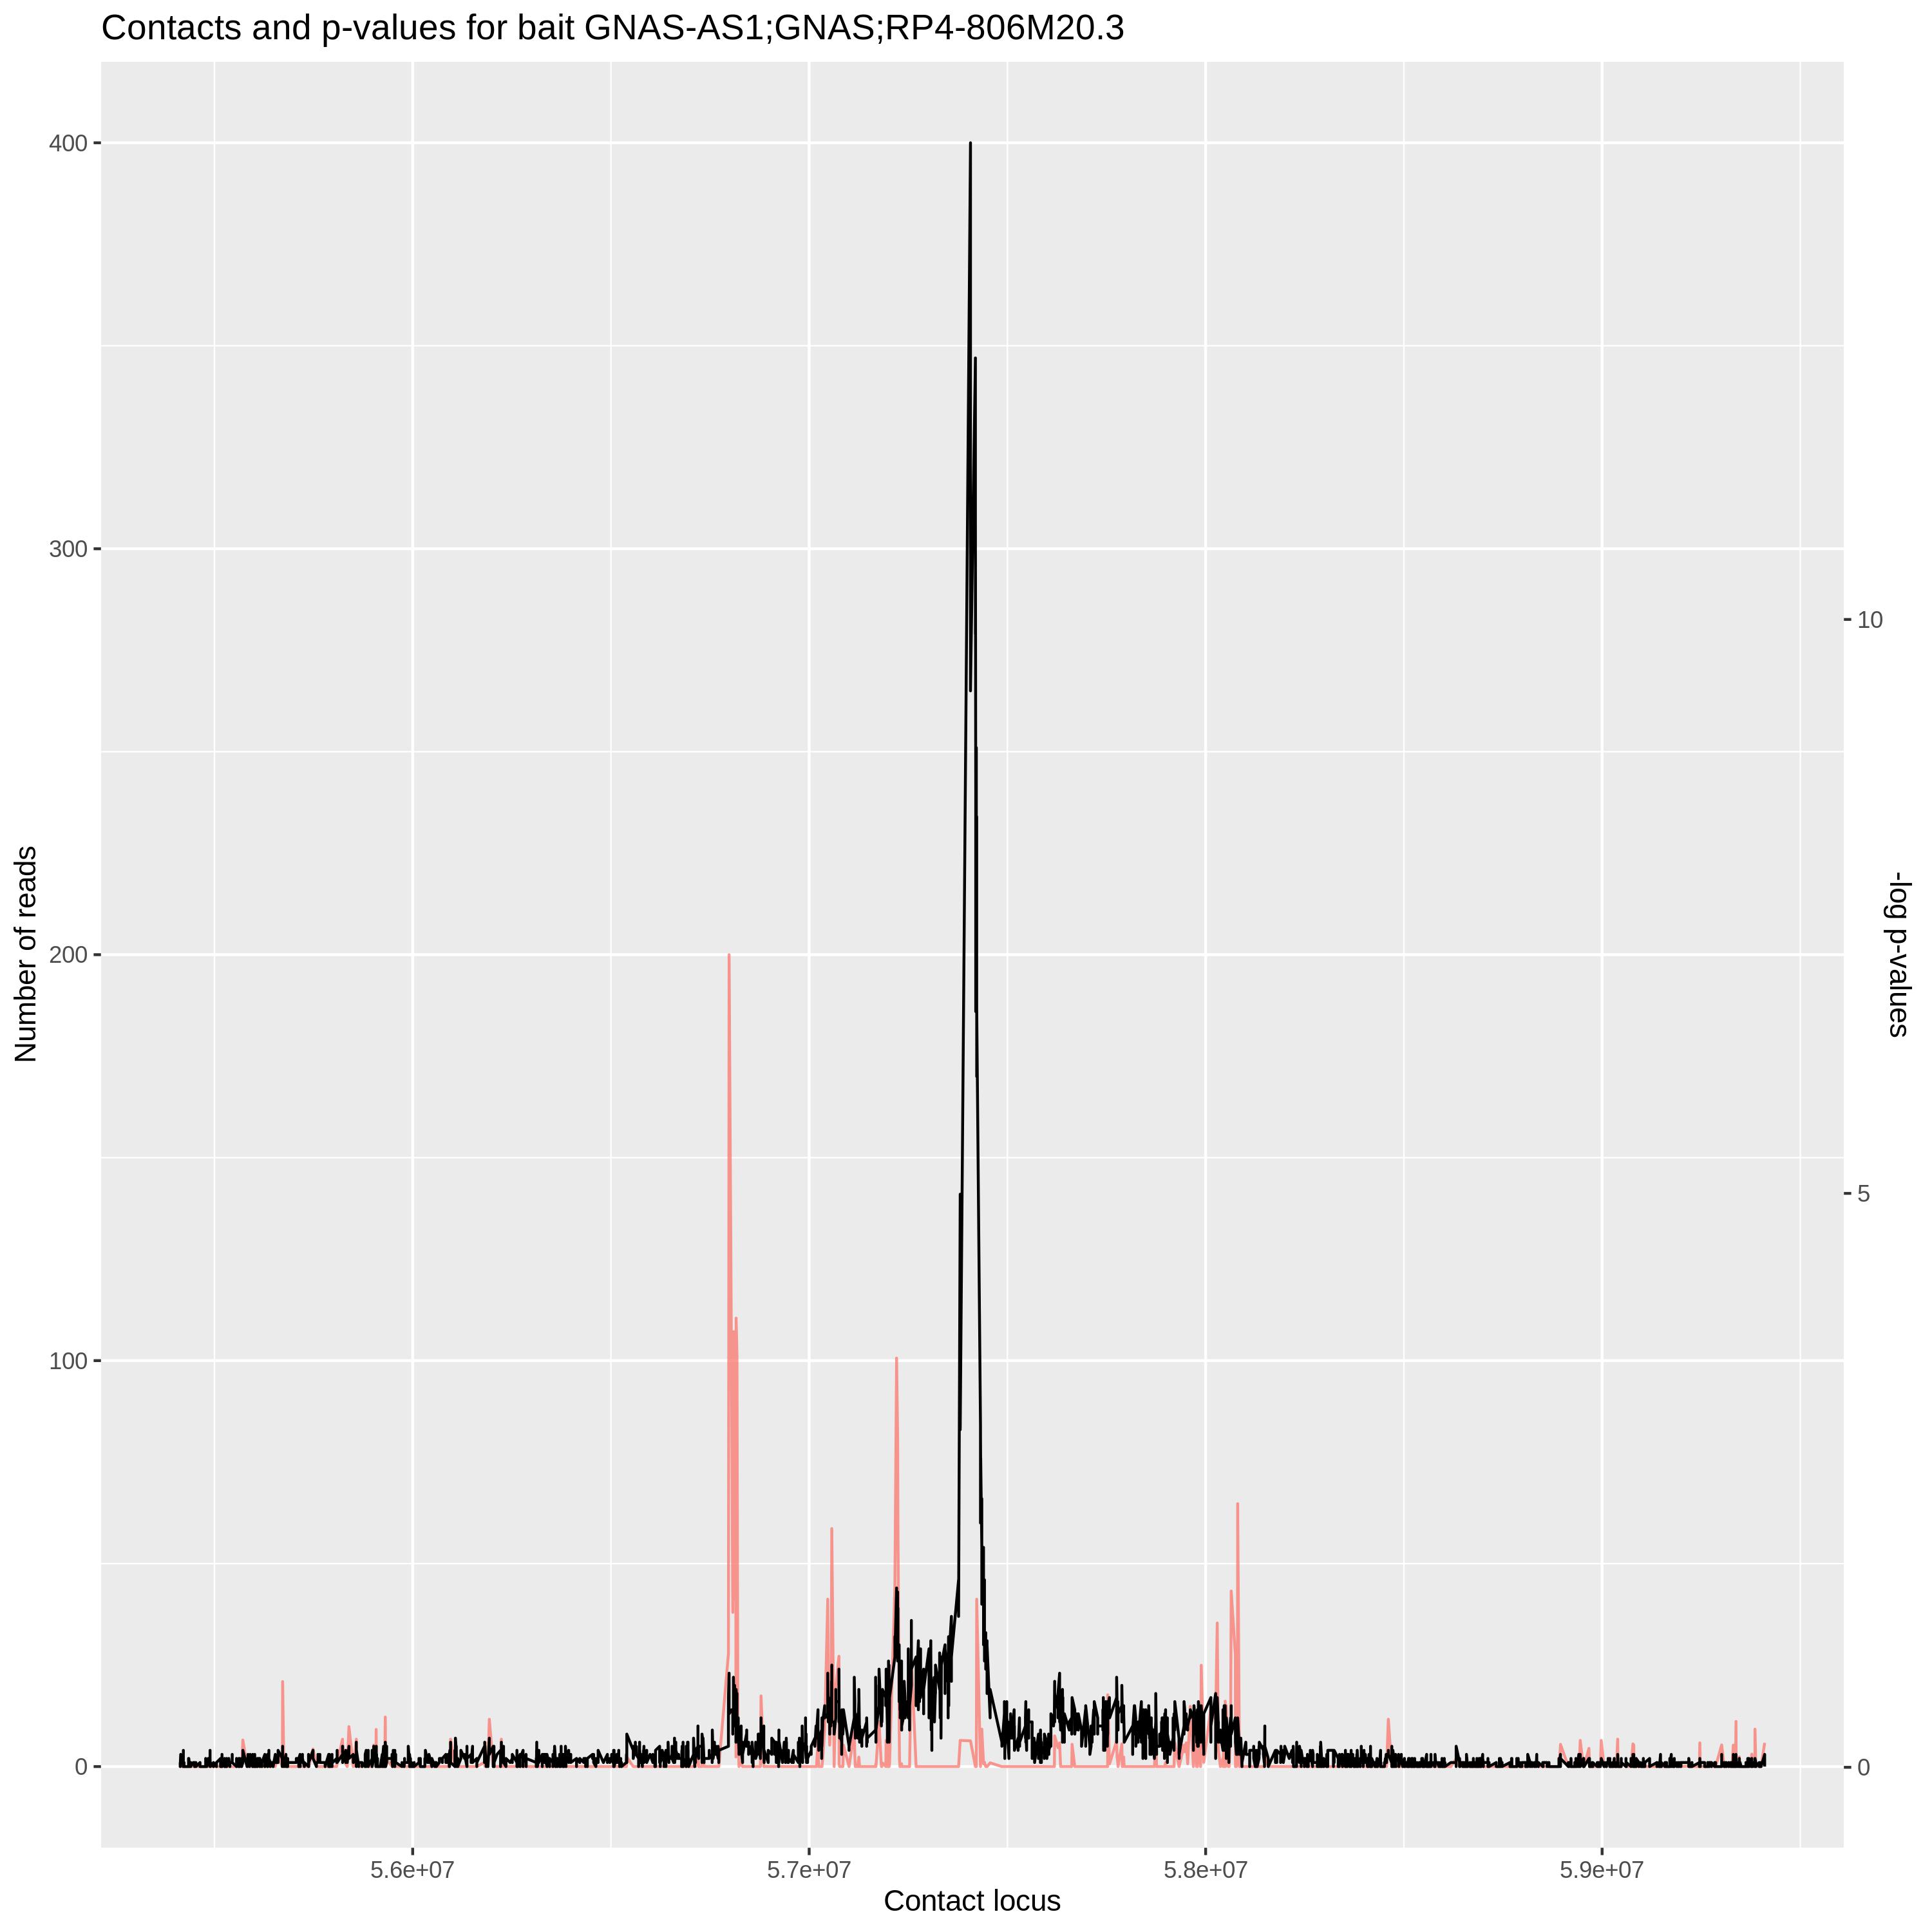 Contacts and p-values for bait GNAS-AS1;GNAS;RP4-806M20.3
400
300
200
100
0
Number of reads
10
5
0
-log p-values
5.6e+07 5.7e+07 5.8e+07 5.9e+07
Contact locus